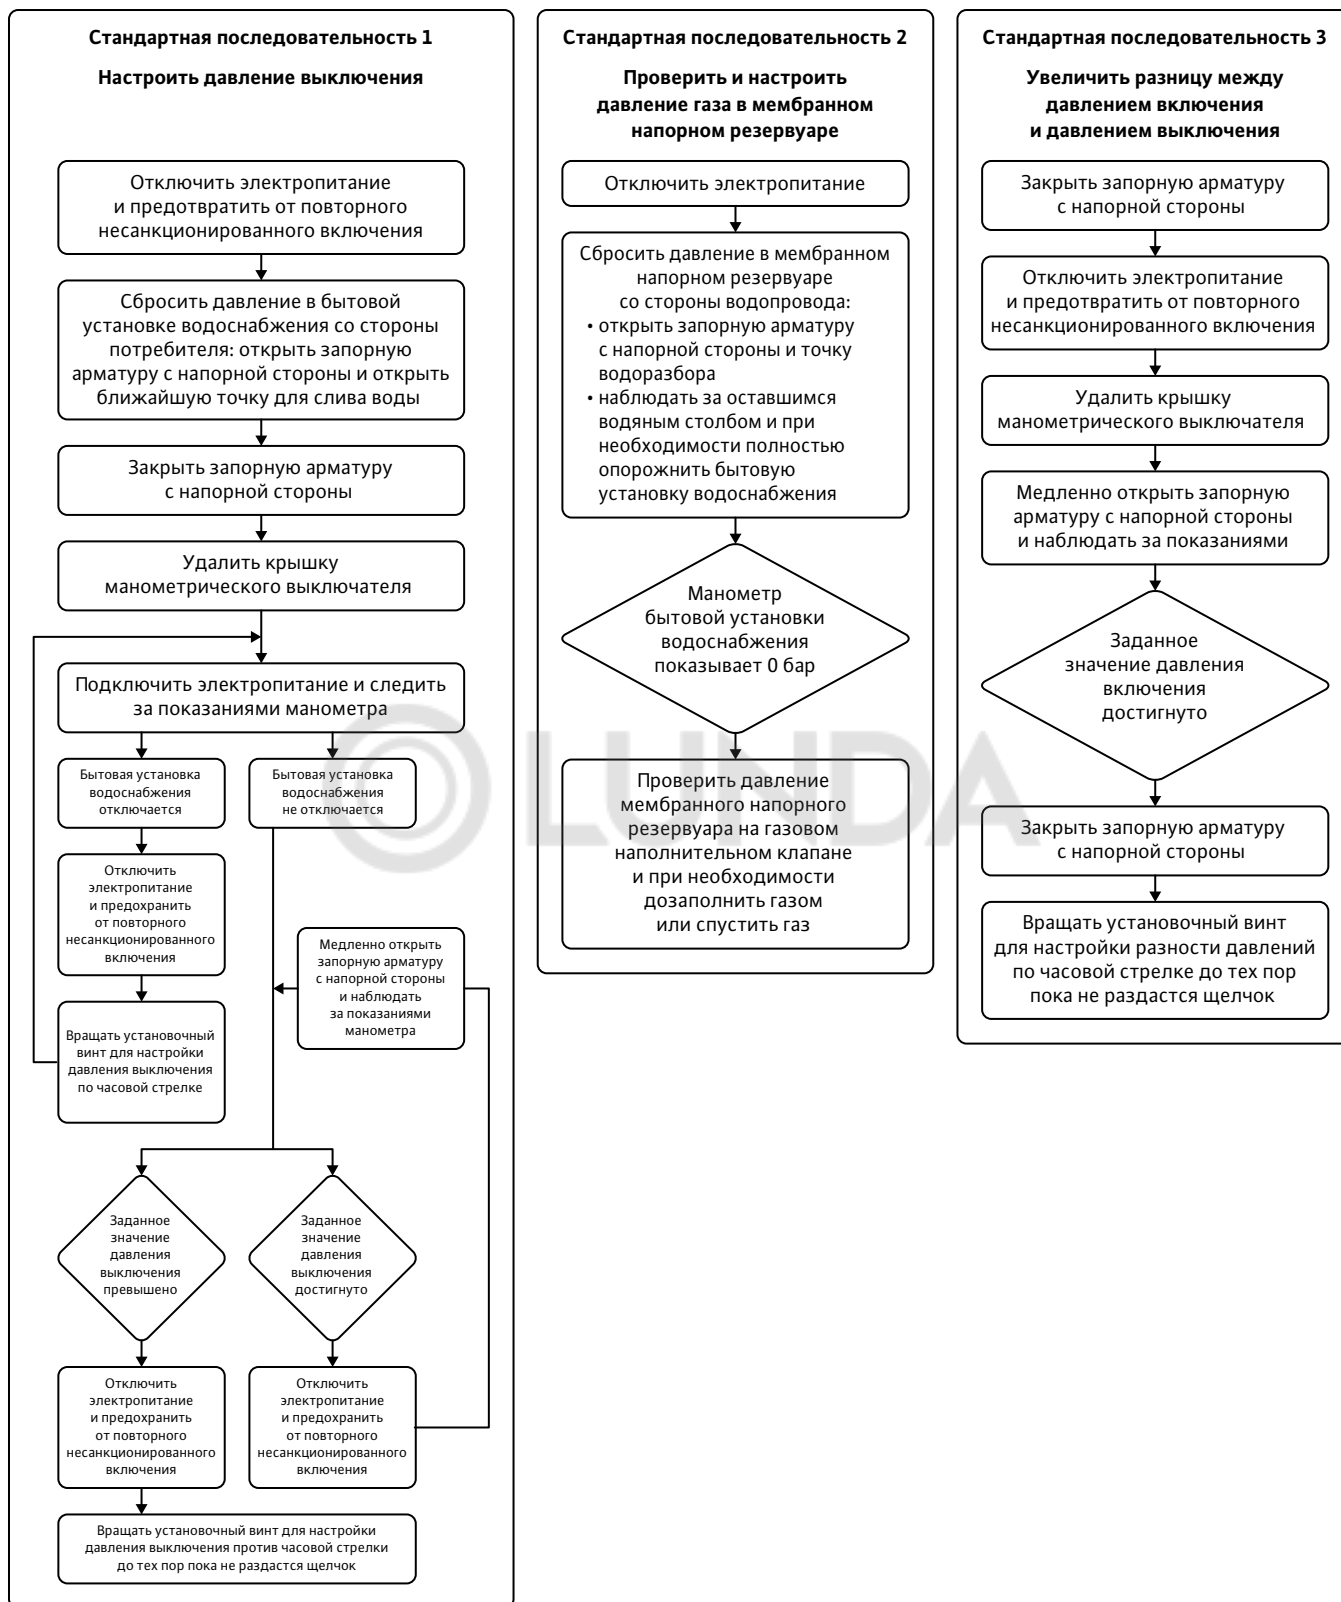 Стандартная последовательность 1
Настроить давление выключения
Отключить электропитание
и предотвратить от повторного
несанкционированного включения
Сбросить давление в бытовой
установке водоснабжения со стороны
потребителя: открыть запорную
арматуру с напорной стороны и открыть
ближайшую точку для слива воды
Закрыть запорную арматуру
с напорной стороны
Удалить крышку
манометрического выключателя
Подключить электропитание и следить
за показаниями манометра
Бытовая установка
водоснабжения
отключается
Бытовая установка
водоснабжения
не отключается
Отключить
электропитание
и предохранить
от повторного
несанкционированного
включения
Медленно открыть
запорную арматуру
с напорной стороны
и наблюдать
за показаниями
манометра
Вращать установочный
винт для настройки
давления выключения
по часовой стрелке
Заданное
значение
давления
выключения
превышено
Заданное
значение
давления
выключения
достигнуто
Отключить
электропитание
и предохранить
от повторного
несанкционированного
включения
Отключить
электропитание
и предохранить
от повторного
несанкционированного
включения
Вращать установочный винт для настройки
давления выключения против часовой стрелки
до тех пор пока не раздастся щелчок
Стандартная последовательность 2
Проверить и настроить
давление газа в мембранном
напорном резервуаре
Отключить электропитание
Сбросить давление в мембранном
напорном резервуаре
со стороны водопровода:
• открыть запорную арматуру
с напорной стороны и точку
водоразбора
• наблюдать за оставшимся
водяным столбом и при
необходимости полностью
опорожнить бытовую
установку водоснабжения
Манометр
бытовой установки
водоснабжения
показывает 0 бар
Проверить давление
мембранного напорного
резервуара на газовом
наполнительном клапане
и при необходимости
дозаполнить газом
или спустить газ
Стандартная последовательность 3
Увеличить разницу между
давлением включения
и давлением выключения
Закрыть запорную арматуру
с напорной стороны
Отключить электропитание
и предотвратить от повторного
несанкционированного включения
Удалить крышку
манометрического выключателя
Медленно открыть запорную
арматуру с напорной стороны
и наблюдать за показаниями
Заданное
значение давления
включения
достигнуто
Закрыть запорную арматуру
с напорной стороны
Вращать установочный винт
для настройки разности давлений
по часовой стрелке до тех пор
пока не раздастся щелчок
LUNDA